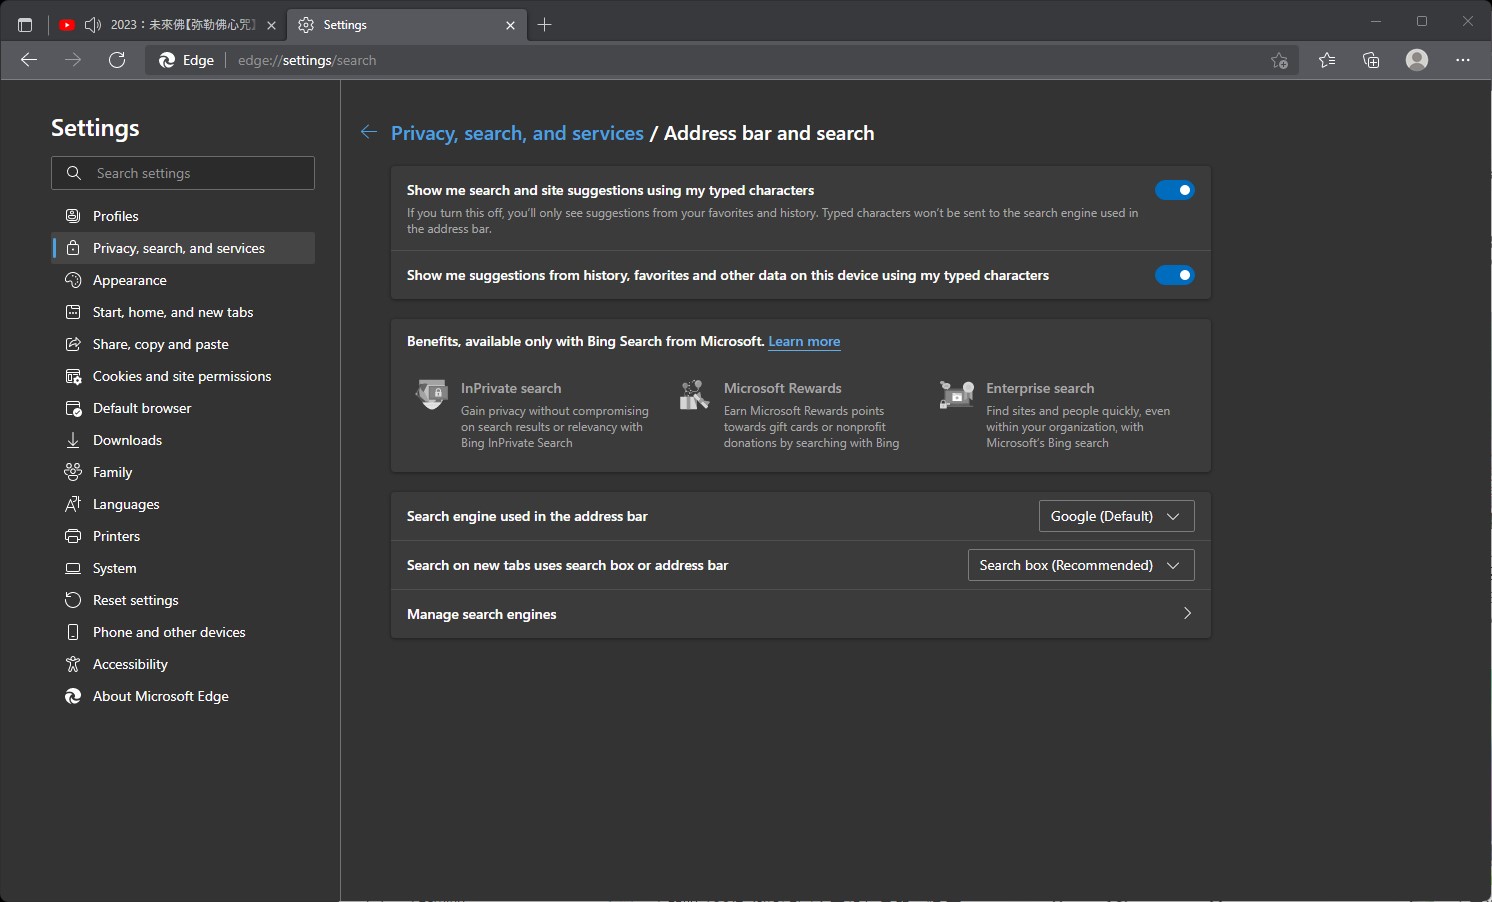 2023：未來佛【弥勒佛心咒】
Settings
Edge
edge://settings/search
Settings
Search settings
Profiles
Privacy, search, and services
Appearance
Start, home, and new tabs
Share, copy and paste
Cookies and site permissions
Default browser
Downloads
Family
Languages
Printers
System
Reset settings
Phone and other devices
Accessibility
About Microsoft Edge
Privacy, search, and services / Address bar and search
Show me search and site suggestions using my typed characters
If you turn this off, you'll only see suggestions from your favorites and history. Typed characters won't be sent to the search engine used in
the address bar.
Show me suggestions from history, favorites and other data on this device using my typed characters
Benefits, available only with Bing Search from Microsoft. Learn more
InPrivate search
Gain privacy without compromising
on search results or relevancy with
Bing InPrivate Search
Microsoft Rewards
Earn Microsoft Rewards points
towards gift cards or nonprofit
donations by searching with Bing
Enterprise search
Find sites and people quickly, even
within your organization, with
Microsoft's Bing search
Search engine used in the address bar
Google (Default)
Search on new tabs uses search box or address bar
Search box (Recommended)
Manage search engines